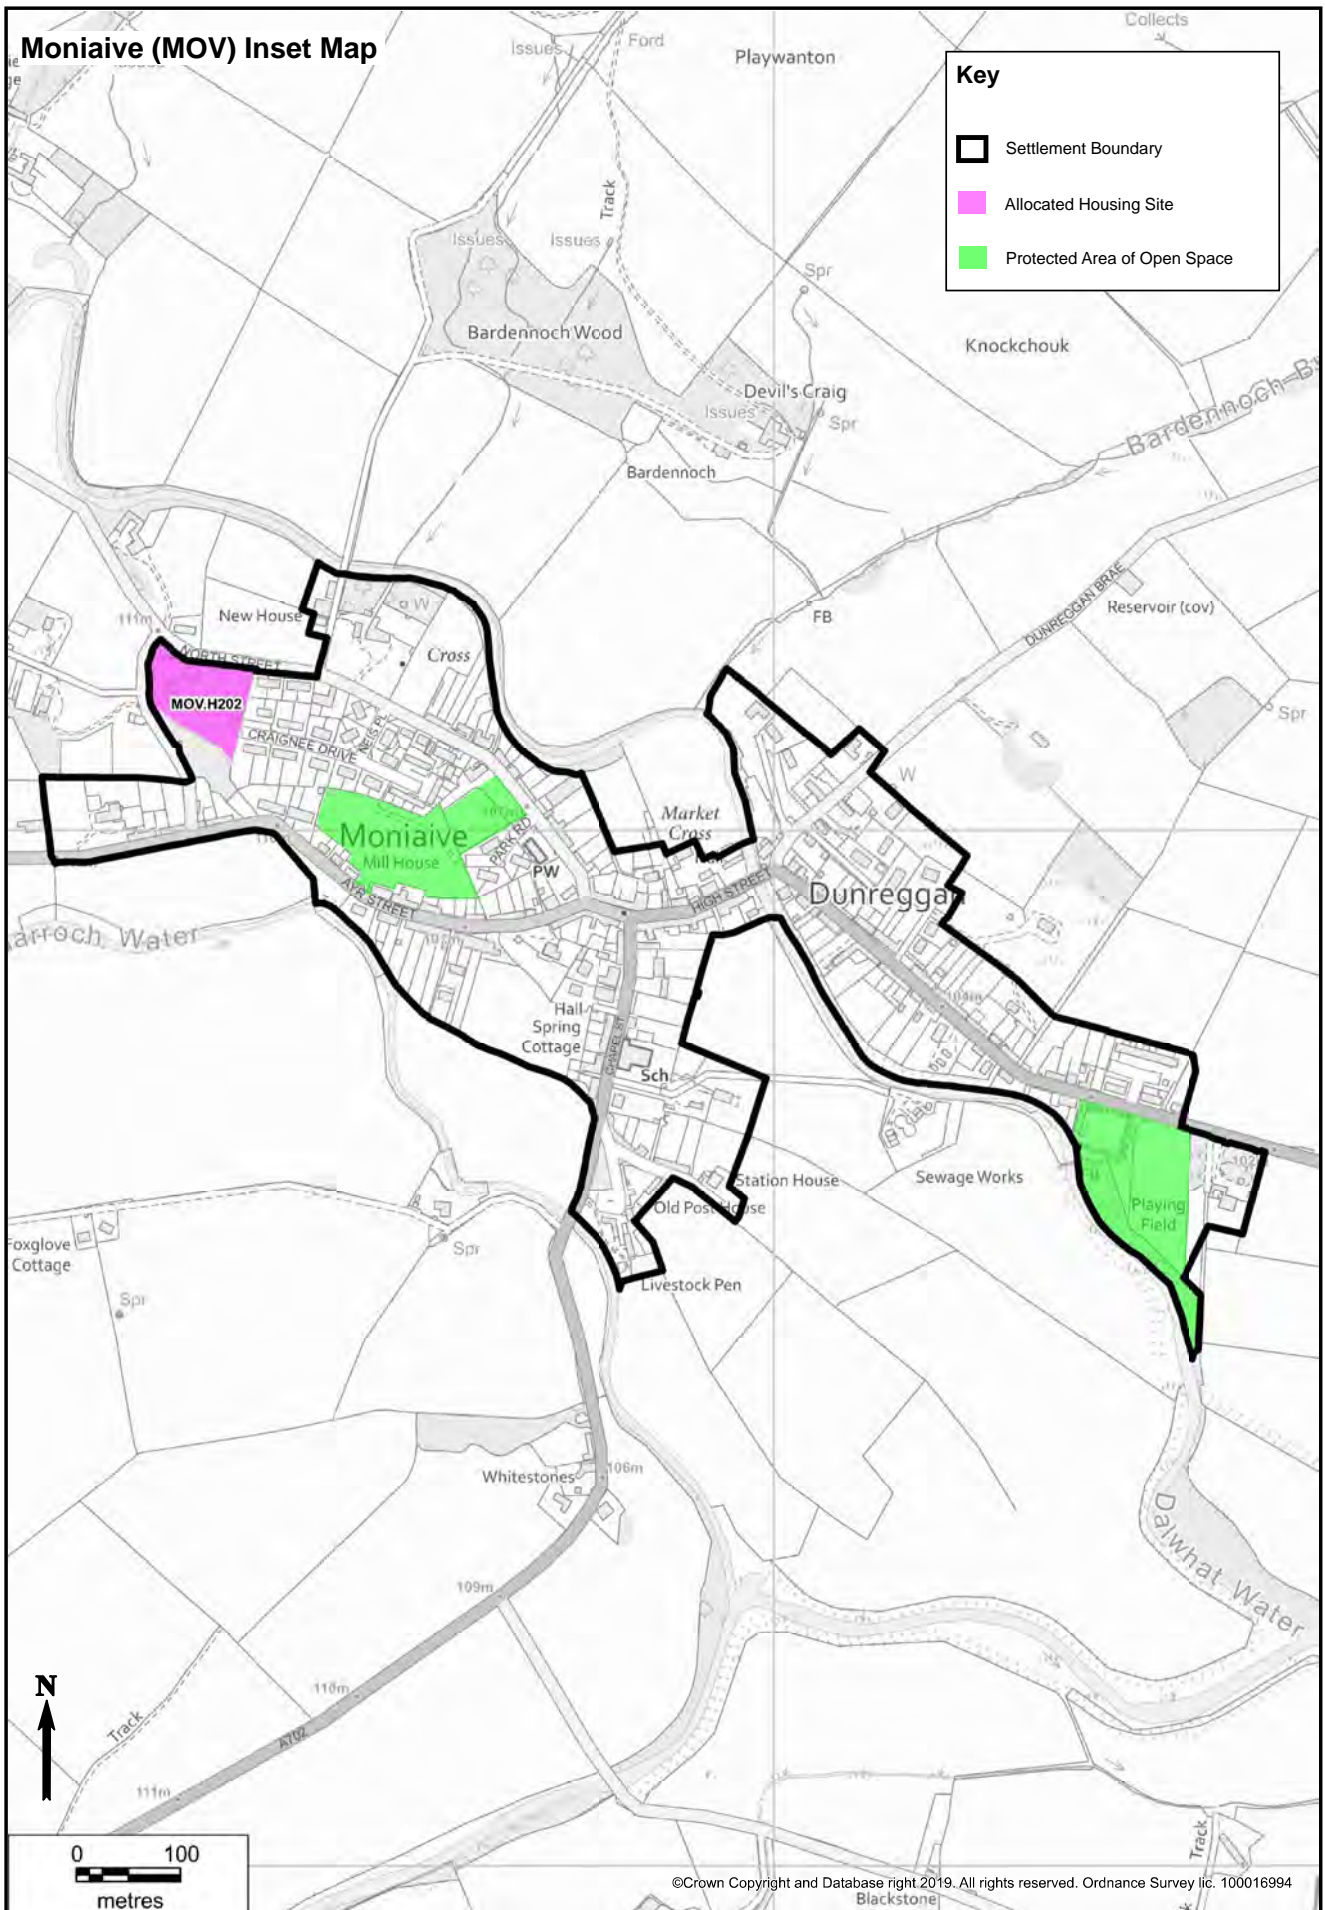 Moniaive (MOV) Inset Map
Collects
Issues
Ford
Playwanton
Key
Settlement Boundary
Allocated Housing Site
Protected Area of Open Space
Track
Issues
Issues
Spr
Bardennoch Wood
Knockchouk
Devil's Craig
Issues
Spr
Bardennoch
Bardennoch
DUNREGGAN BRAE
Reservoir (cov)
FB
111m
New House
W
Cross
NORTH STREET
MOV.H202
CRAIGNEE DRIVE
Spr
W
Market
Cross
Moniaive
Mill House
PARK RD
PW
AYR STREET
HIGH STREET
Dunreggan
arroch Water
104m
Hall
Spring
Cottage
CHAPEL ST
Sch
Station House
Old Post House
Sewage Works
Playing
Field
102
Foxglove
Cottage
Spr
Spr
Livestock Pen
Whitestones
106m
Dalwhat Water
109m
N
110m
Track
A702
111m
Track
0 100
metres
©Crown Copyright and Database right 2019. All rights reserved. Ordnance Survey lic. 100016994
Blackstone